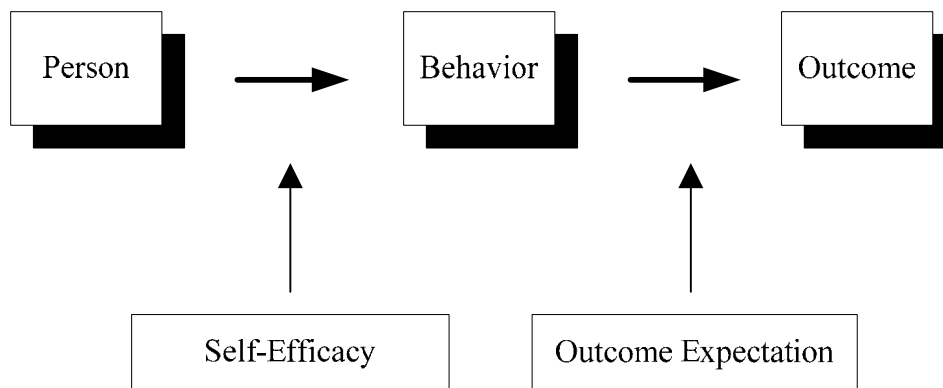 Person
Behavior
Outcome
Self-Efficacy
Outcome Expectation